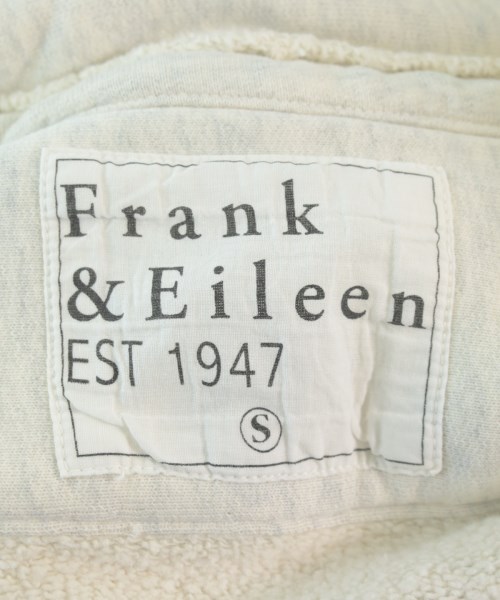 Frank
& Eileen
EST 1947
S